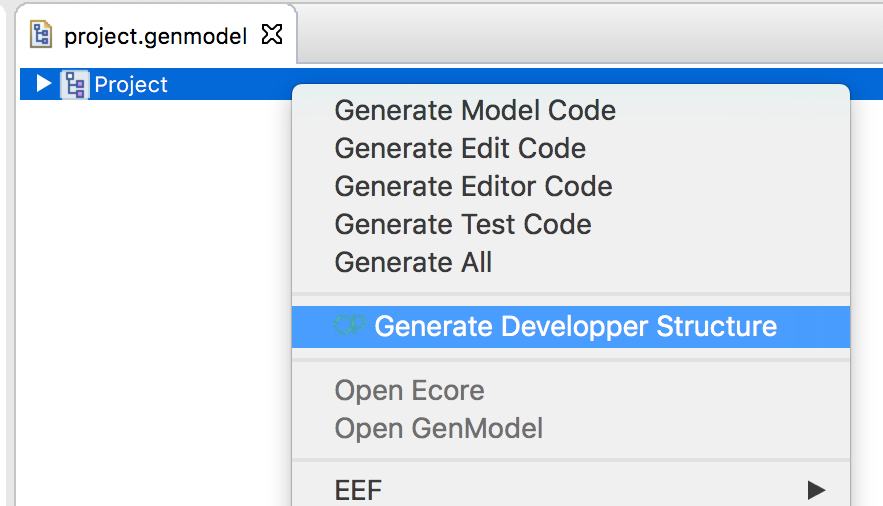 project.genmodel
Project
Generate Model Code
Generate Edit Code
Generate Editor Code
Generate Test Code
Generate All
Generate Developper Structure
Open Ecore
Open GenModel
EEF